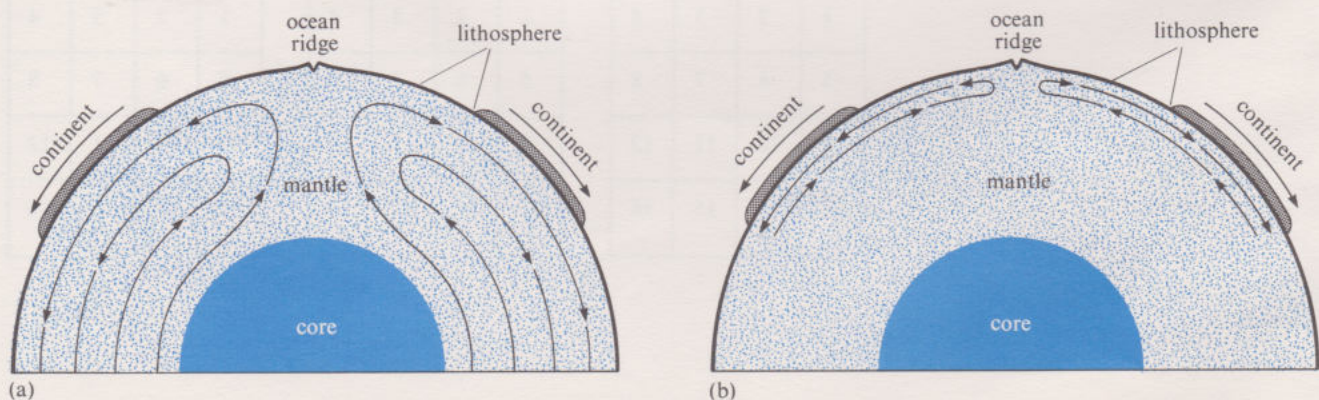 ocean
ridge
lithosphere
continent
continent
mantle
core
(a)
ocean
ridge
lithosphere
continent
continent
mantle
core
(b)